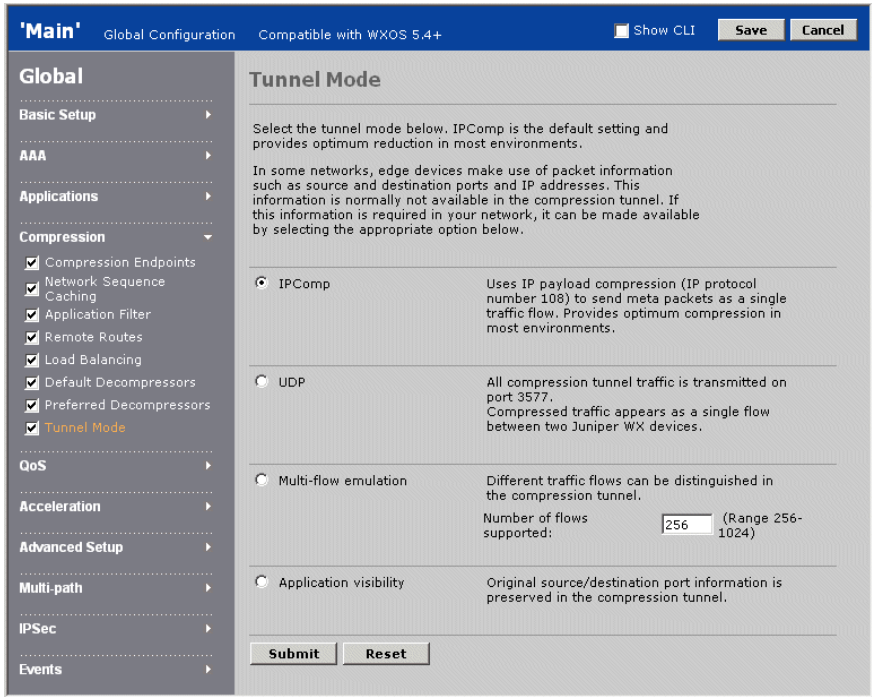 'Main' Global Configuration Compatible with WXOS 5.4+ Show CLI Save Cancel
Global
Basic Setup
AAA
Applications
Compression
Compression Endpoints
Network Sequence
Caching
Application Filter
Remote Routes
Load Balancing
Default Decompressors
Preferred Decompressors
Tunnel Mode
QoS
Acceleration
Advanced Setup
Multi-path
IPSec
Events
Tunnel Mode
Select the tunnel mode below. IPComp is the default setting and
provides optimum reduction in most environments.
In some networks, edge devices make use of packet information
such as source and destination ports and IP addresses. This
information is normally not available in the compression tunnel. If
this information is required in your network, it can be made available
by selecting the appropriate option below.
IPComp
Uses IP payload compression (IP protocol
number 108) to send meta packets as a single
traffic flow. Provides optimum compression in
most environments.
UDP
All compression tunnel traffic is transmitted on
port 3577.
Compressed traffic appears as a single flow
between two Juniper WX devices.
Multi-flow emulation
Different traffic flows can be distinguished in
the compression tunnel.
Number of flows
supported:
256
(Range 256-
1024)
Application visibility
Original source/destination port information is
preserved in the compression tunnel.
Submit Reset